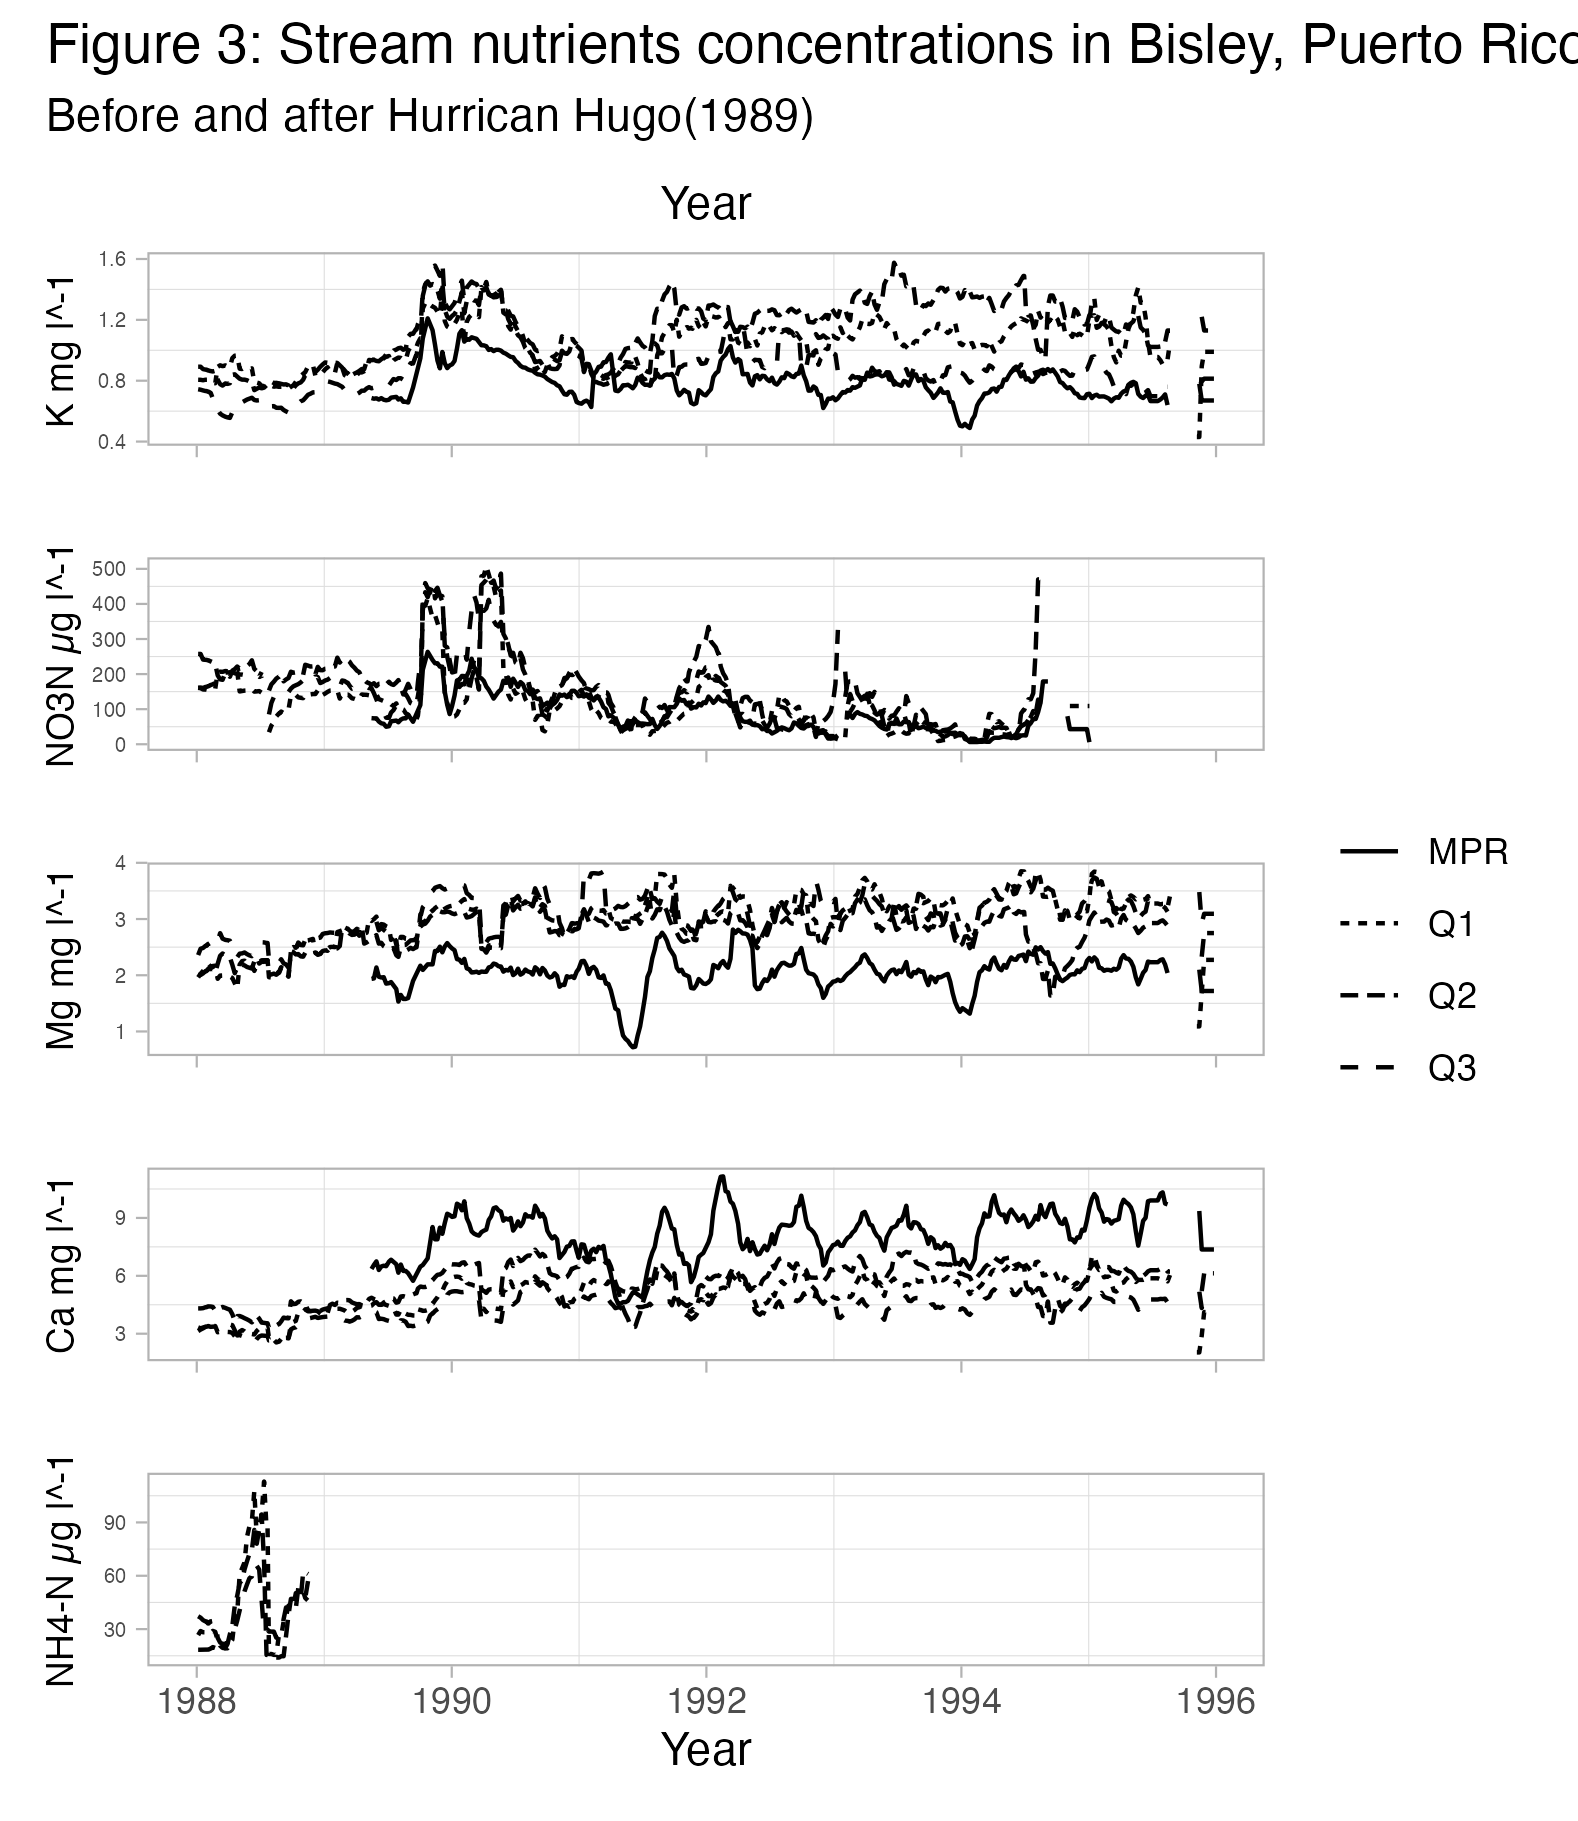 Figure 3: Stream nutrients concentrations in Bisley, Puerto Rico
Before and after Hurrican Hugo(1989)
Year
K mg l^-1
1.6
1.2
0.8
0.4
NO3N µg l^-1
500
400
300
200
100
0
Mg mg l^-1
4
3
2
1
MPR
Q1
Q2
Q3
Ca mg l^-1
9
6
3
NH4-N µg l^-1
90
60
30
1988 1990 1992 1994 1996
Year